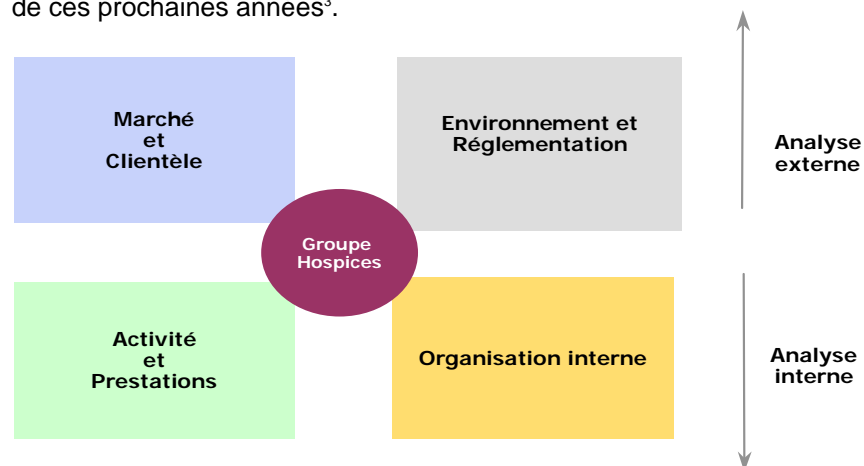 de ces prochaines années³.
Marché
et
Clientèle
Environnement et
Réglementation
Analyse
externe
Groupe
Hospices
Activité
et
Prestations
Organisation interne
Analyse
interne